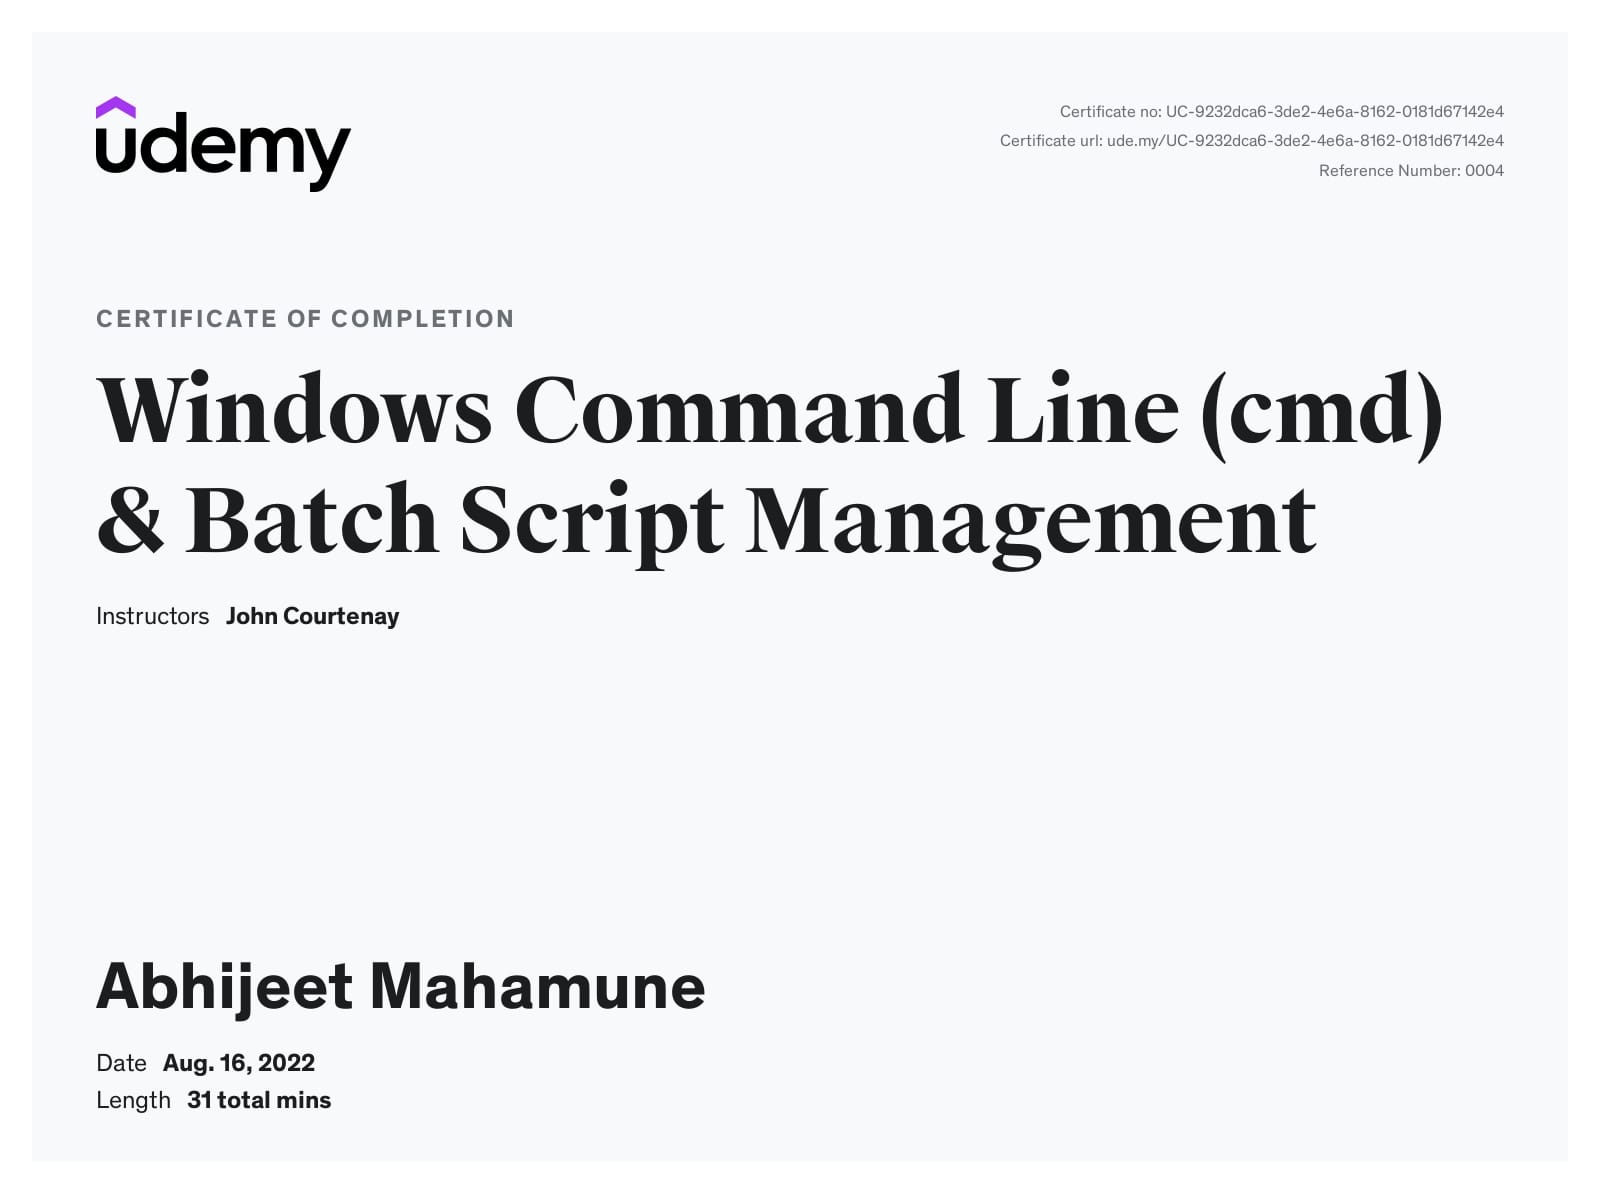 udemy
Certificate no: UC-9232dca6-3de2-4e6a-8162-0181d67142e4
Certificate url: ude.my/UC-9232dca6-3de2-4e6a-8162-0181d67142e4
Reference Number: 0004
CERTIFICATE OF COMPLETION
Windows Command Line (cmd)
& Batch Script Management
Instructors John Courtenay
Abhijeet Mahamune
Date Aug. 16, 2022
Length 31 total mins